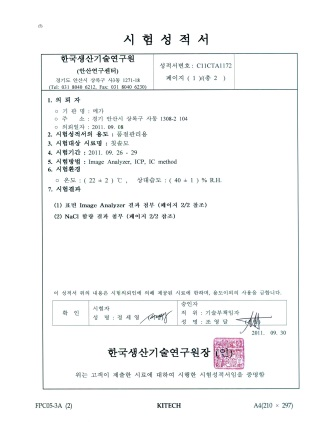 시 험 성 적 서
한국생산기술연구원
(안산연구센터)
경기도 안산시 상록구 사3동 1271-18
(Tel: 031 8040 6212, Fax: 031 8040 6230)
성적서번호 : C11CTA1172
페이지 ( 1 )/(총 2 )
1. 의 뢰 자
○ 기 관 명 : 메카
○ 주 소 : 경기 안산시 상록구 사동 1308-2 104
○ 의뢰일자 : 2011. 09. 08
2. 시험성적서의 용도 : 품질관리용
3. 시험대상 시료명 : 황솔도
4. 시험기간 : 2011. 09. 26 - 29
5. 시험방법 : Image Analyzer, ICP, IC method
6. 시험환경
○ 온도 : ( 22 ± 2 ) ℃ , 상대습도 : ( 40 ± 1 ) % R.H.
7. 시험결과
(1) 표면 Image Analyzer 결과 첨부 (페이지 2/2 참조)
(2) NaCl 함량 결과 첨부 (페이지 2/2 참조)
이 성적서 위의 내용은 시험의뢰인에 의해 제공된 시료에 한하며, 용도이외의 사용을 금합니다.
확 인
시험자
성 명 : 정 세 영
승인자
직 위 : 기술부책임자
성 명 : 조 영 달
2011. 09. 30
한국생산기술연구원장 (인)
위는 고객이 제출한 시료에 대하여 시행한 시험성적서임을 증명함
FPC05-3A (2) KITECH A4(210 × 297)